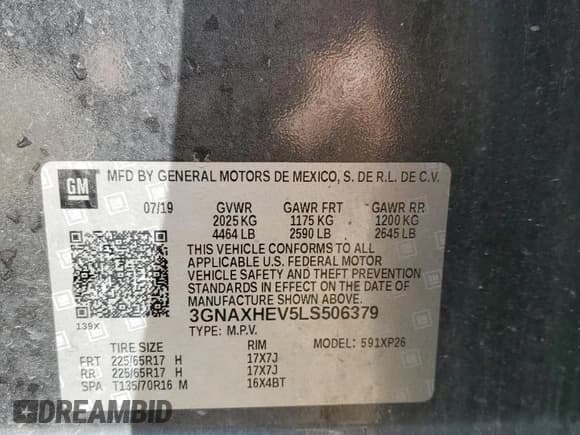 GM
MFD BY GENERAL MOTORS DE MEXICO, S. DE R.L. DE C.V.
07/19 GVWR GAWR FRT GAWR RR
2025 KG 1175 KG 1200 KG
4464 LB 2590 LB 2645 LB
THIS VEHICLE CONFORMS TO ALL
APPLICABLE U.S. FEDERAL MOTOR
VEHICLE SAFETY AND THEFT PREVENTION
STANDARDS IN EFFECT ON THE DATE OF
MANUFACTURE SHOWN ABOVE.
139X 3GNAXHEV5LS506379
TYPE: M.P.V. MODEL: 591XP26
TIRE SIZE RIM
FRT 225/65R17 H 17X7J
RR 225/65R17 H 17X7J
SPA T135/70R16 M 16X4BT
DREAMBID